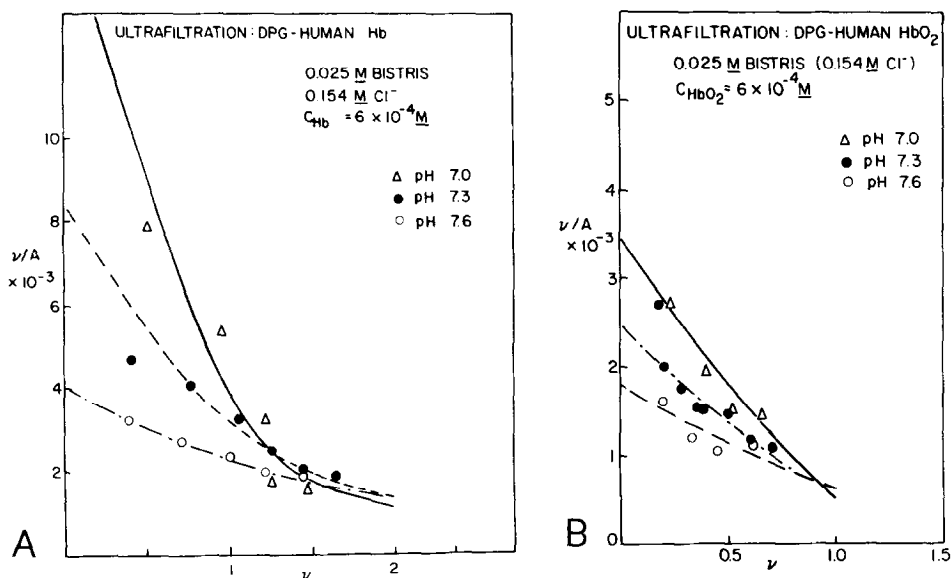 ULTRAFILTRATION: DPG-HUMAN Hb
0.025 M BISTRIS
0.154 M Cl⁻
C_Hb = 6 × 10⁻⁴ M
△ pH 7.0
● pH 7.3
○ pH 7.6
10
8
ν/A
× 10⁻³
6
4
2
1
ν
2
A
ULTRAFILTRATION: DPG-HUMAN HbO₂
0.025 M BISTRIS (0.154 M Cl⁻)
C_HbO₂ = 6 × 10⁻⁴ M
△ pH 7.0
● pH 7.3
○ pH 7.6
5
4
ν/A
× 10⁻³
3
2
1
0
0
0.5
ν
1.0
1.5
B